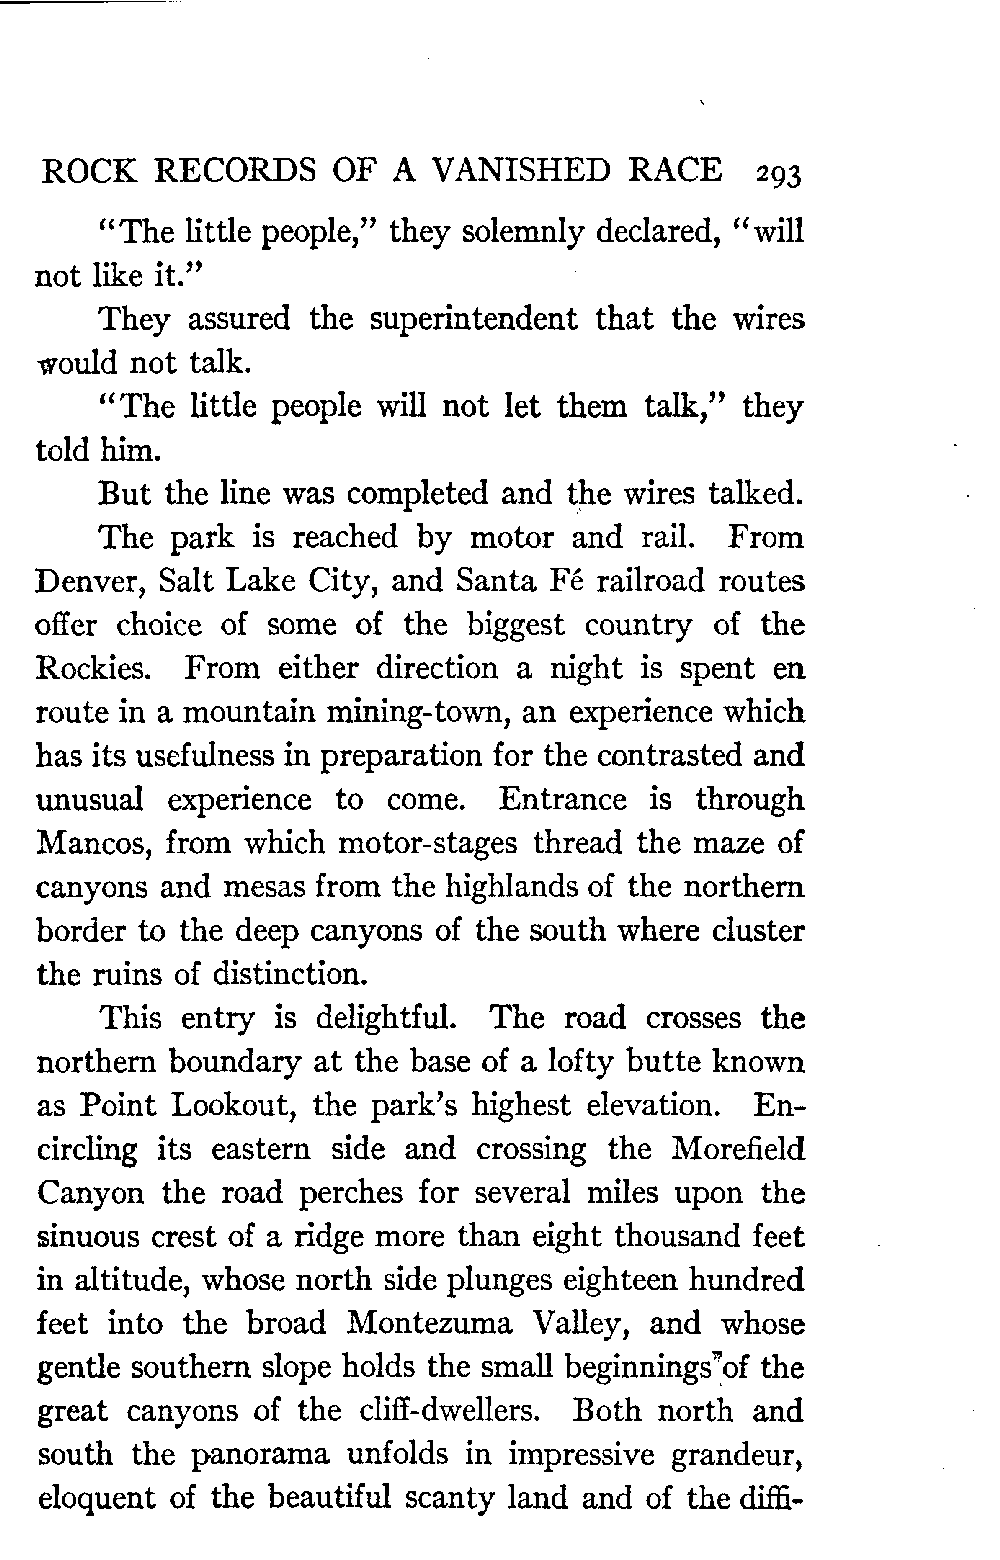 ROCK RECORDS OF A VANISHED RACE 293
“The little people,” they solemnly declared, “will
not like it.”
They assured the superintendent that the wires
would not talk.
“The little people will not let them talk,” they
told him.
But the line was completed and the wires talked.
The park is reached by motor and rail. From
Denver, Salt Lake City, and Santa Fé railroad routes
offer choice of some of the biggest country of the
Rockies. From either direction a night is spent en
route in a mountain mining-town, an experience which
has its usefulness in preparation for the contrasted and
unusual experience to come. Entrance is through
Mancos, from which motor-stages thread the maze of
canyons and mesas from the highlands of the northern
border to the deep canyons of the south where cluster
the ruins of distinction.
This entry is delightful. The road crosses the
northern boundary at the base of a lofty butte known
as Point Lookout, the park’s highest elevation. En-
circling its eastern side and crossing the Morefield
Canyon the road perches for several miles upon the
sinuous crest of a ridge more than eight thousand feet
in altitude, whose north side plunges eighteen hundred
feet into the broad Montezuma Valley, and whose
gentle southern slope holds the small beginnings of the
great canyons of the cliff-dwellers. Both north and
south the panorama unfolds in impressive grandeur,
eloquent of the beautiful scanty land and of the diffi-